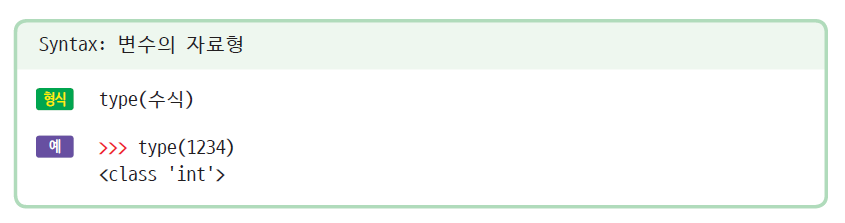 Syntax: 변수의 자료형
형식 type(수식)
예 >>> type(1234)
<class 'int'>